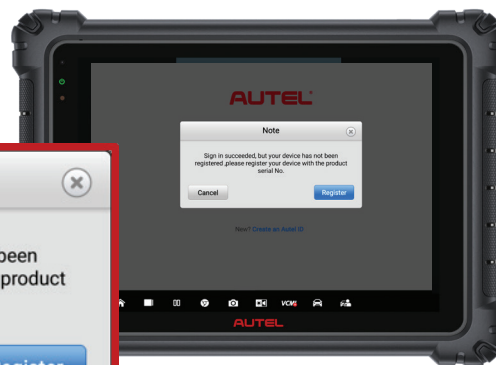 AUTEL
Note
Sign in succeeded, but your device has not been
registered ,please register your device with the product
serial No.
Cancel
Register
New? Create an Autel ID
VCMI
AUTEL
been
product